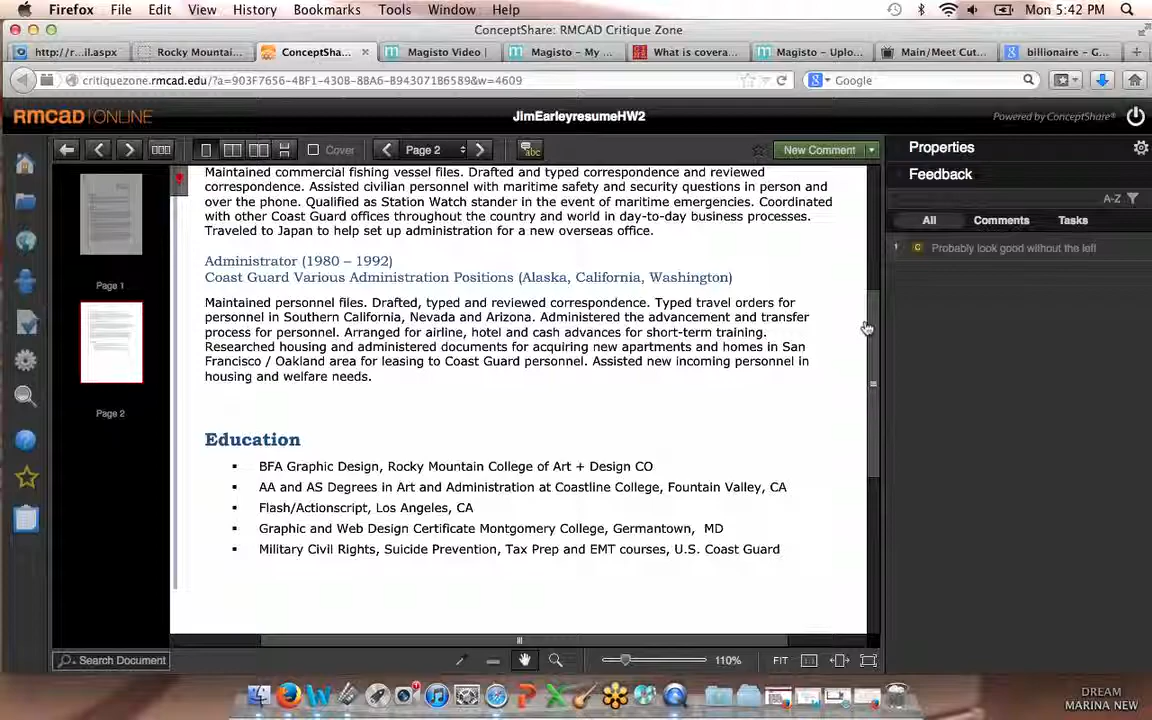 Firefox File Edit View History Bookmarks Tools Window Help Mon 5:42 PM
ConceptShare: RMCAD Critique Zone
http://r...il.aspx Rocky Mountai... ConceptSha... Magisto Video | Magisto - My ... What is covera... Magisto - Uplo... Main/Meet Cut... billionaire - G...
critiquezone.rmcad.edu/?a=903F7656-4BF1-430B-8BA6-B94307186589&w=4609 Google
RMCAD | ONLINE JimEarleyresumeHW2 Powered by ConceptShare®
Cover Page 2 abc New Comment Properties
Feedback
A-Z
All Comments Tasks
1 C Probably look good without the left
Page 1
Page 2
Maintained commercial fishing vessel files. Drafted and typed correspondence and reviewed
correspondence. Assisted civilian personnel with maritime safety and security questions in person and
over the phone. Qualified as Station Watch stander in the event of maritime emergencies. Coordinated
with other Coast Guard offices throughout the country and world in day-to-day business processes.
Traveled to Japan to help set up administration for a new overseas office.
Administrator (1980 – 1992)
Coast Guard Various Administration Positions (Alaska, California, Washington)
Maintained personnel files. Drafted, typed and reviewed correspondence. Typed travel orders for
personnel in Southern California, Nevada and Arizona. Administered the advancement and transfer
process for personnel. Arranged for airline, hotel and cash advances for short-term training.
Researched housing and administered documents for acquiring new apartments and homes in San
Francisco / Oakland area for leasing to Coast Guard personnel. Assisted new incoming personnel in
housing and welfare needs.
Education
▪ BFA Graphic Design, Rocky Mountain College of Art + Design CO
▪ AA and AS Degrees in Art and Administration at Coastline College, Fountain Valley, CA
▪ Flash/Actionscript, Los Angeles, CA
▪ Graphic and Web Design Certificate Montgomery College, Germantown, MD
▪ Military Civil Rights, Suicide Prevention, Tax Prep and EMT courses, U.S. Coast Guard
Search Document 110% FIT
DREAM
MARINA NEW